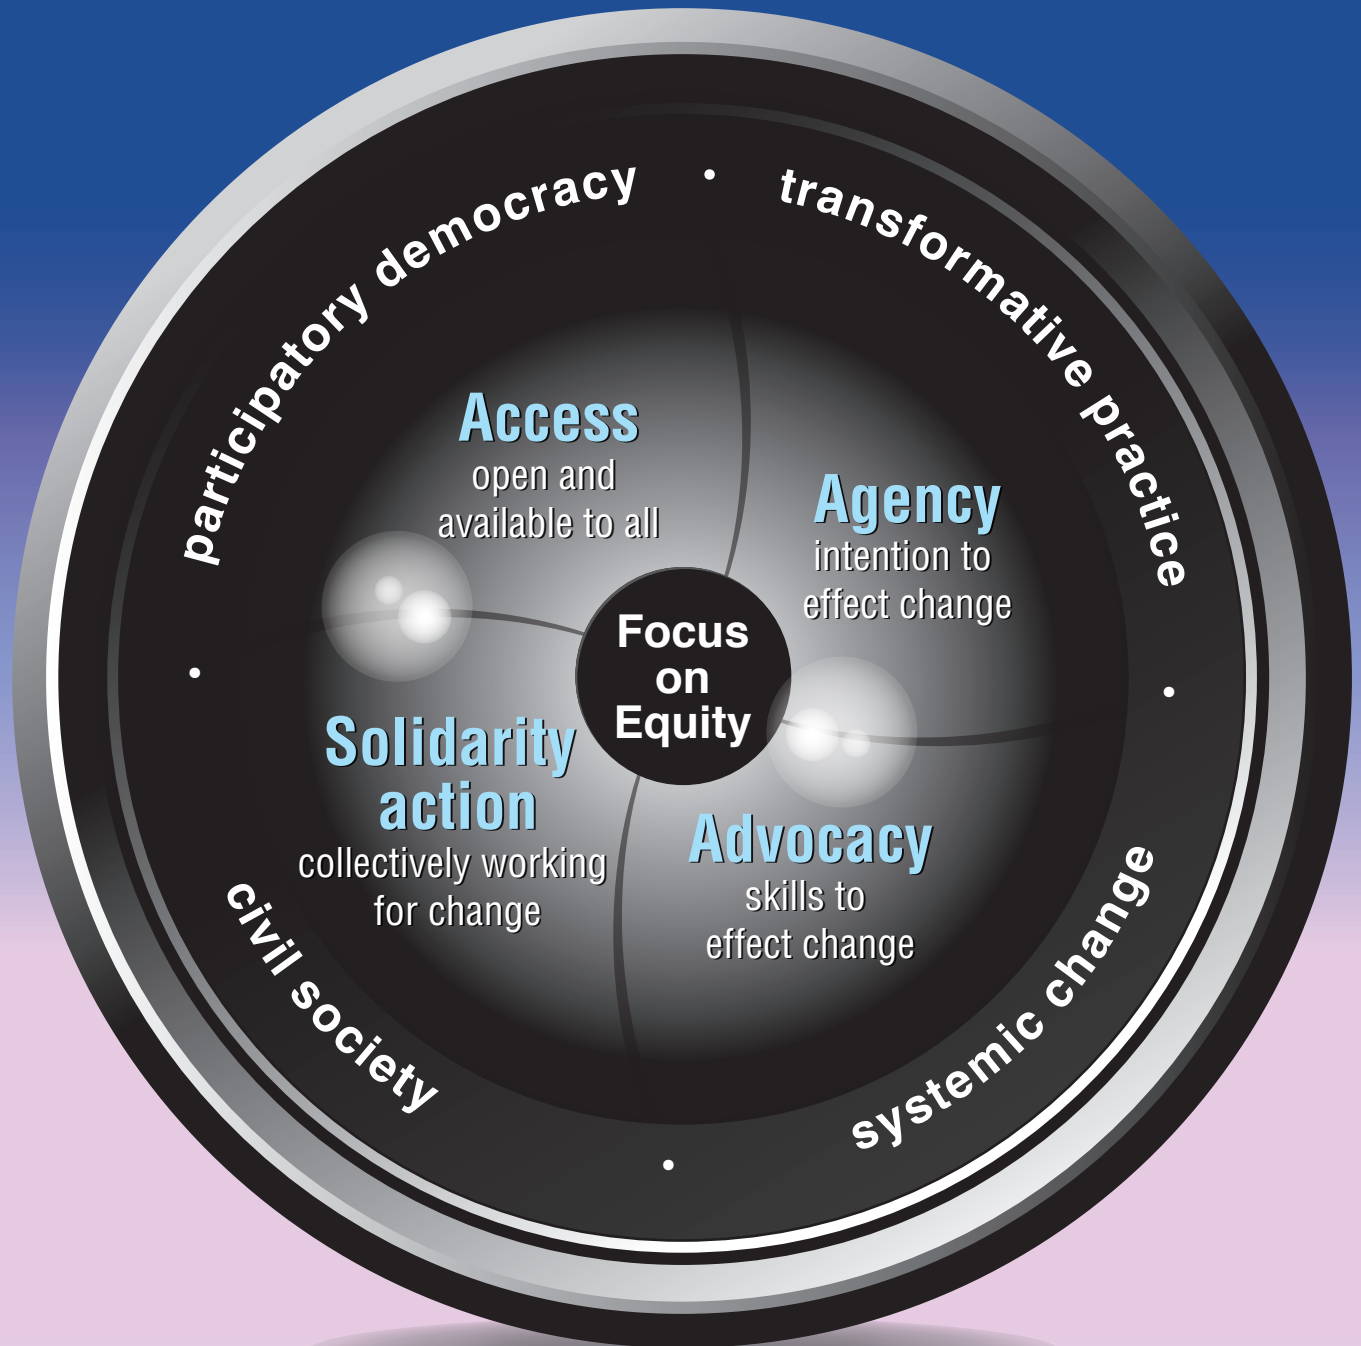 participatory democracy
transformative practice
Access
open and
available to all
Agency
intention to
effect change
Focus
on
Equity
Solidarity
action
collectively working
for change
Advocacy
skills to
effect change
civil society
systemic change